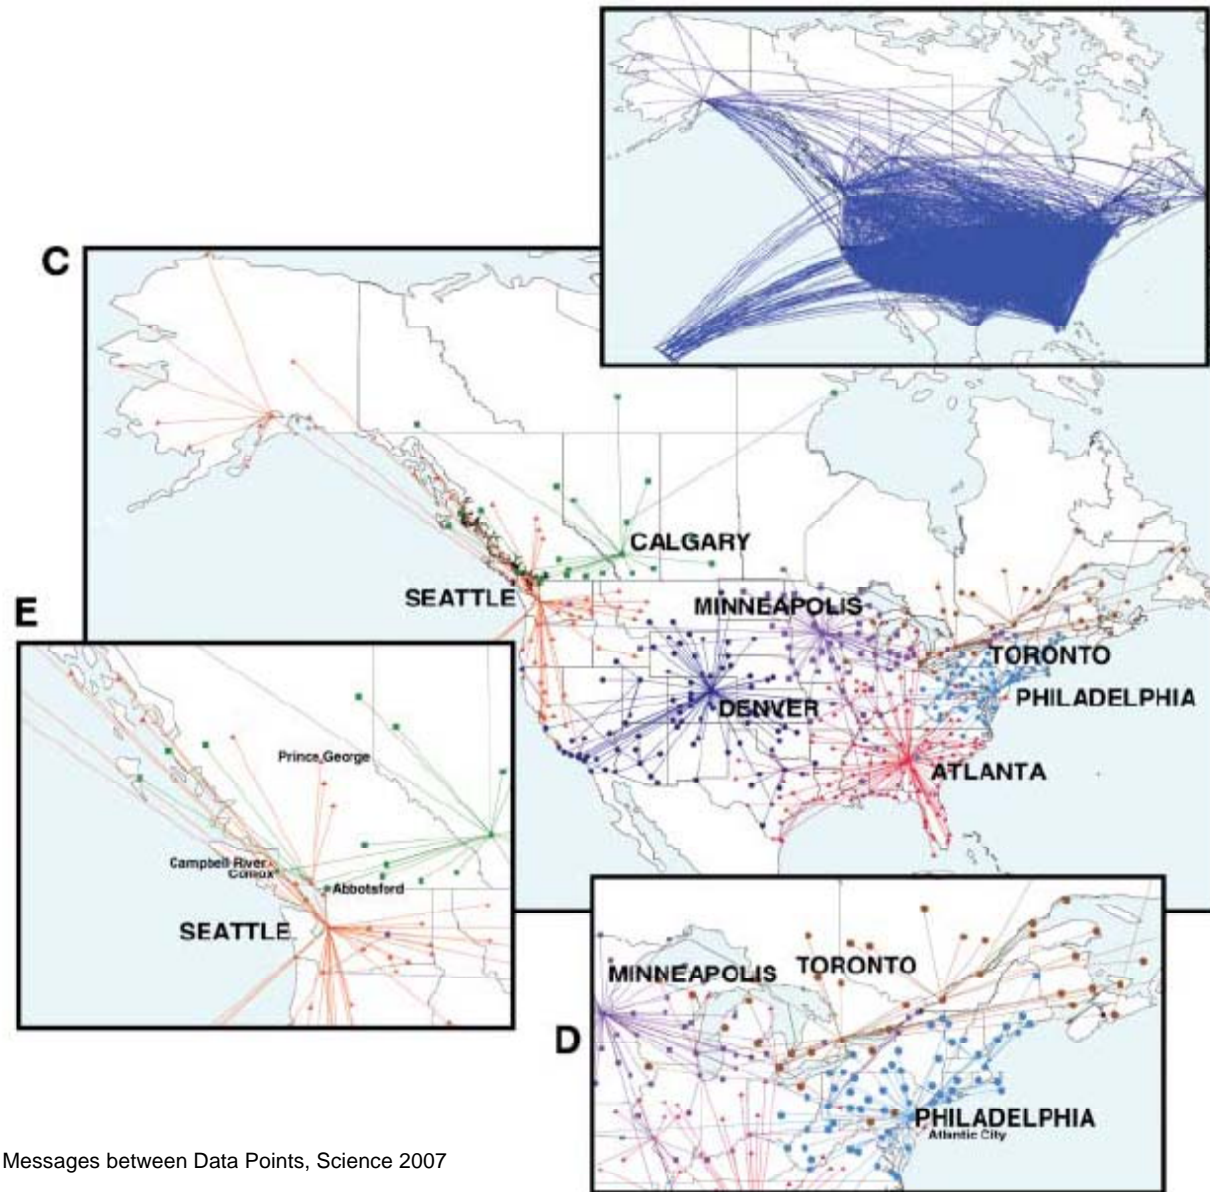 C
CALGARY
SEATTLE
MINNEAPOLIS
TORONTO
PHILADELPHIA
DENVER
ATLANTA
E
Prince George
Campbell River
Comox
Abbotsford
SEATTLE
D
MINNEAPOLIS
TORONTO
PHILADELPHIA
Atlantic City
Messages between Data Points, Science 2007